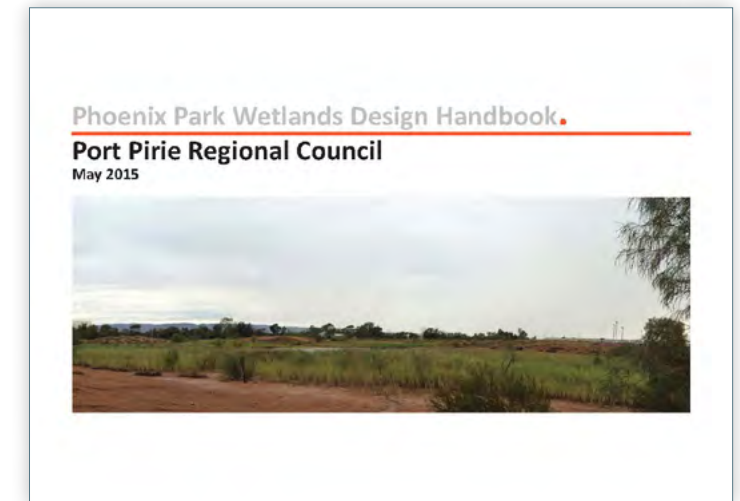 Phoenix Park Wetlands Design Handbook.
Port Pirie Regional Council
May 2015